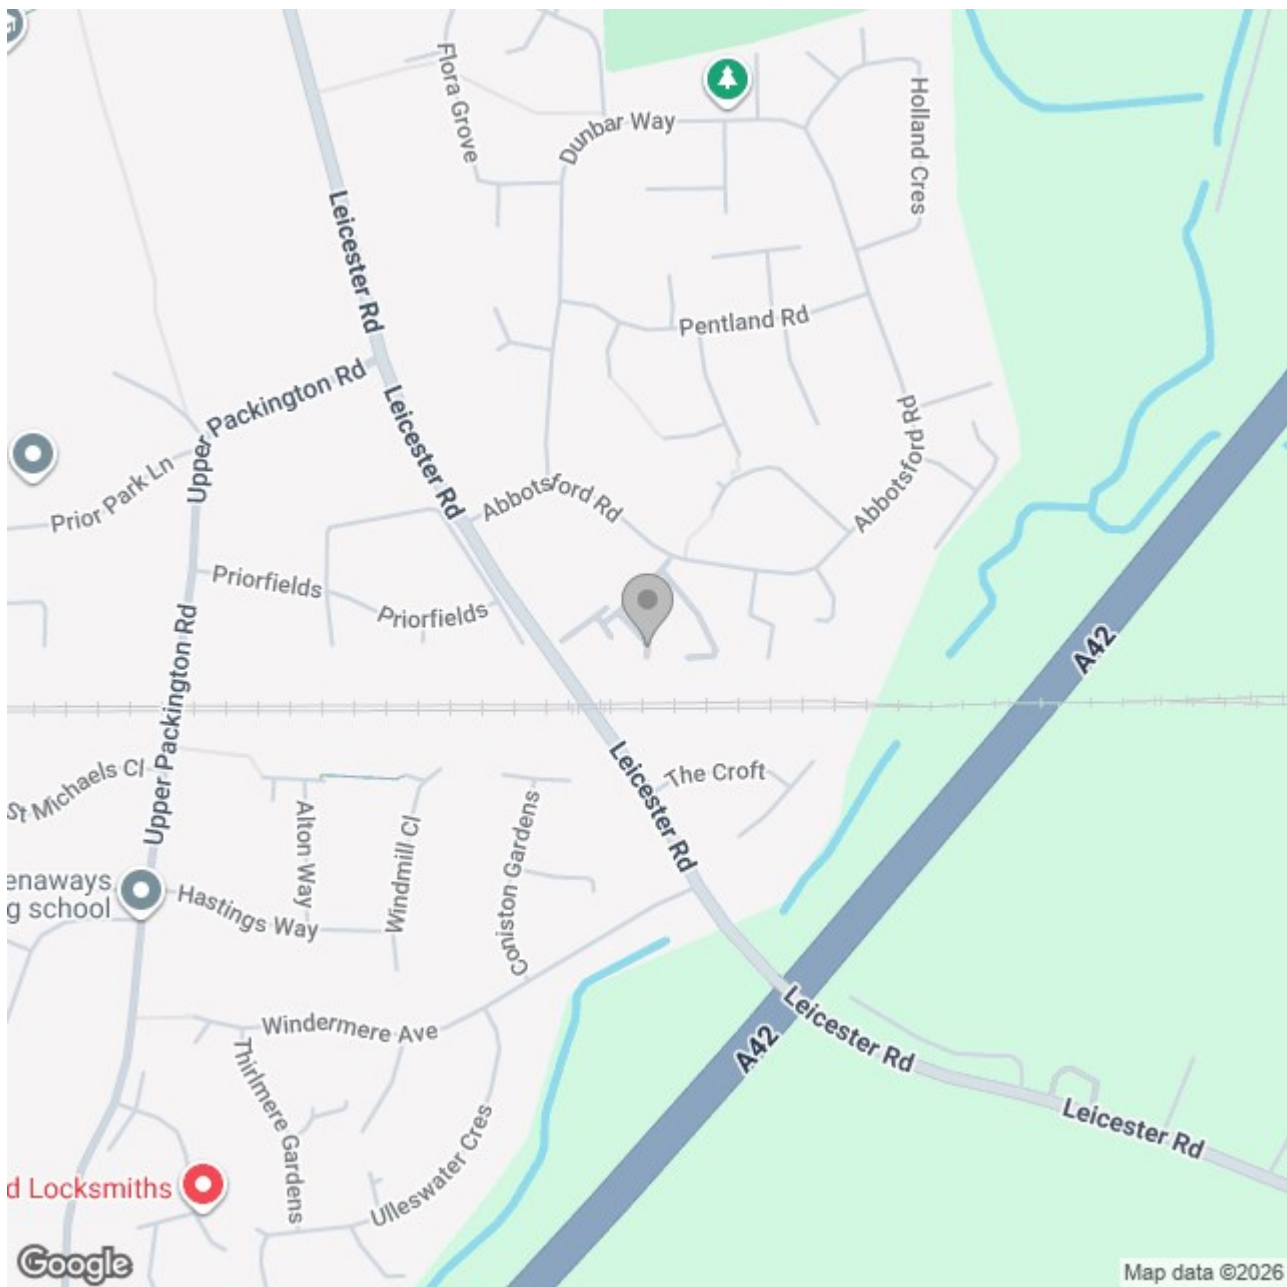 Flora Grove
Dunbar Way
Holland Cres
Leicester Rd
Pentland Rd
Upper Packington Rd
Leicester Rd
Abbotsford Rd
Prior Park Ln
Abbotsford Rd
Priorfields
Priorfields
A42
Upper Packington Rd
St Michaels Cl
Leicester Rd
The Croft
Alton Way
Windmill Cl
Coniston Gardens
enaways
g school
Hastings Way
Windermere Ave
Leicester Rd
A42
Thirlmere Gardens
Ulleswater Cres
Leicester Rd
d Locksmiths
Google
Map data ©2026